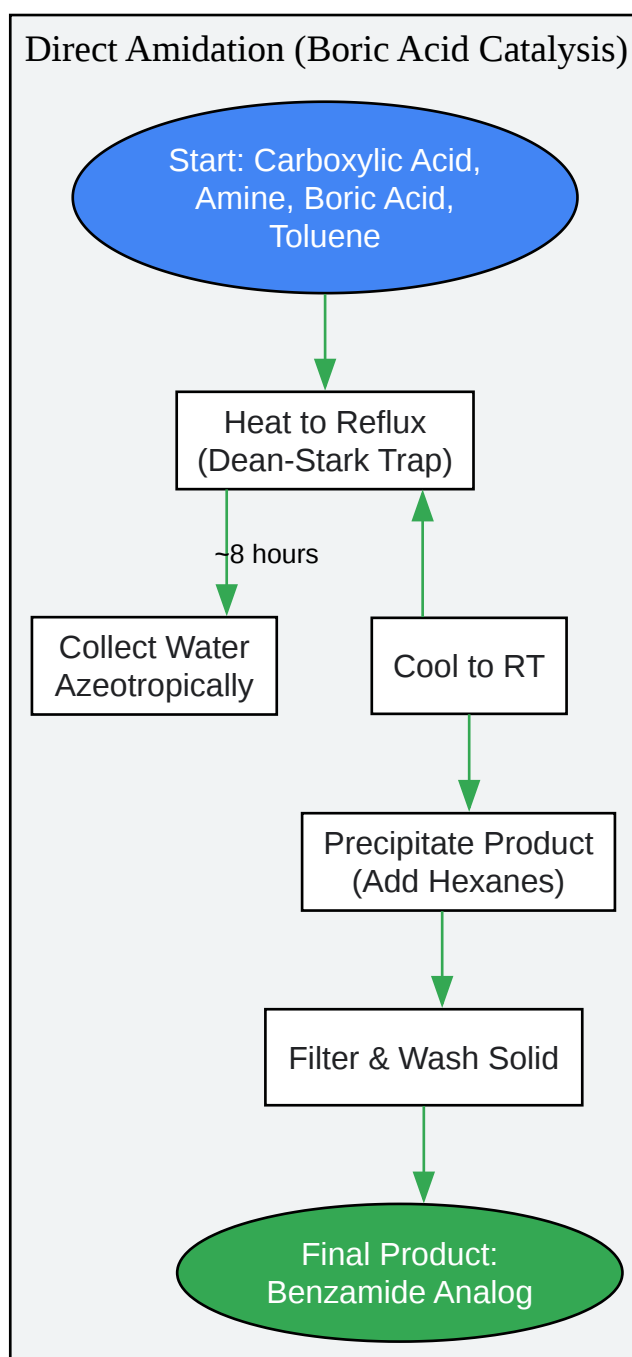 Direct Amidation (Boric Acid Catalysis)
Start: Carboxylic Acid,
Amine, Boric Acid,
Toluene
Heat to Reflux
(Dean-Stark Trap)
~8 hours
Collect Water
Azeotropically
Cool to RT
Precipitate Product
(Add Hexanes)
Filter & Wash Solid
Final Product:
Benzamide Analog